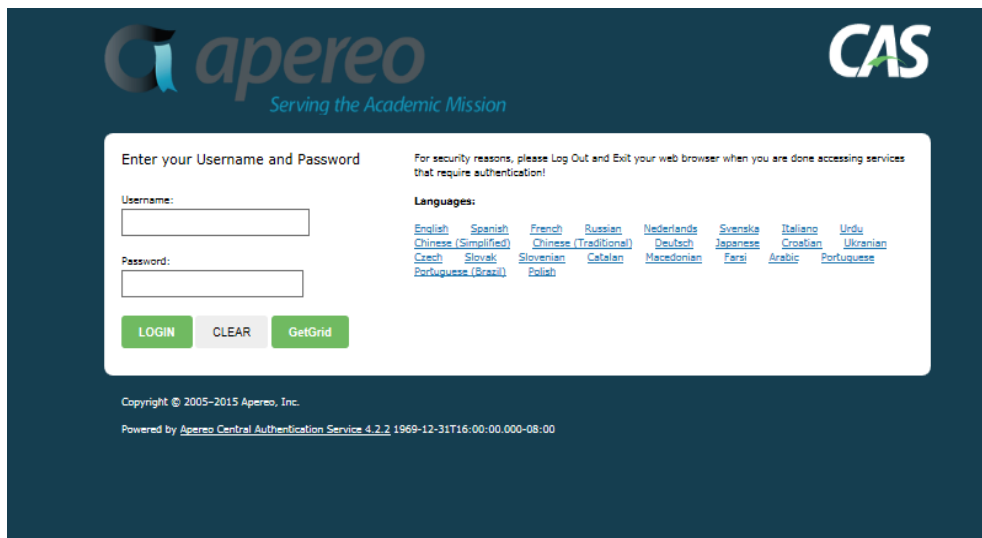 apereo
Serving the Academic Mission
CAS
Enter your Username and Password
Username:
Password:
LOGIN CLEAR GetGrid
For security reasons, please Log Out and Exit your web browser when you are done accessing services
that require authentication!
Languages:
English Spanish French Russian Nederlands Svenska Italiano Urdu
Chinese (Simplified) Chinese (Traditional) Deutsch Japanese Croatian Ukranian
Czech Slovak Slovenian Catalan Macedonian Farsi Arabic Portuguese
Portuguese (Brazil) Polish
Copyright © 2005–2015 Apereo, Inc.
Powered by Apereo Central Authentication Service 4.2.2 1969-12-31T16:00:00.000-08:00